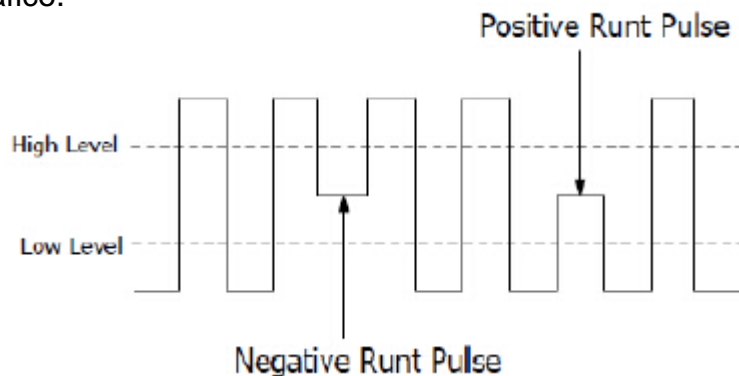 Positive Runt Pulse
High Level
Low Level
Negative Runt Pulse